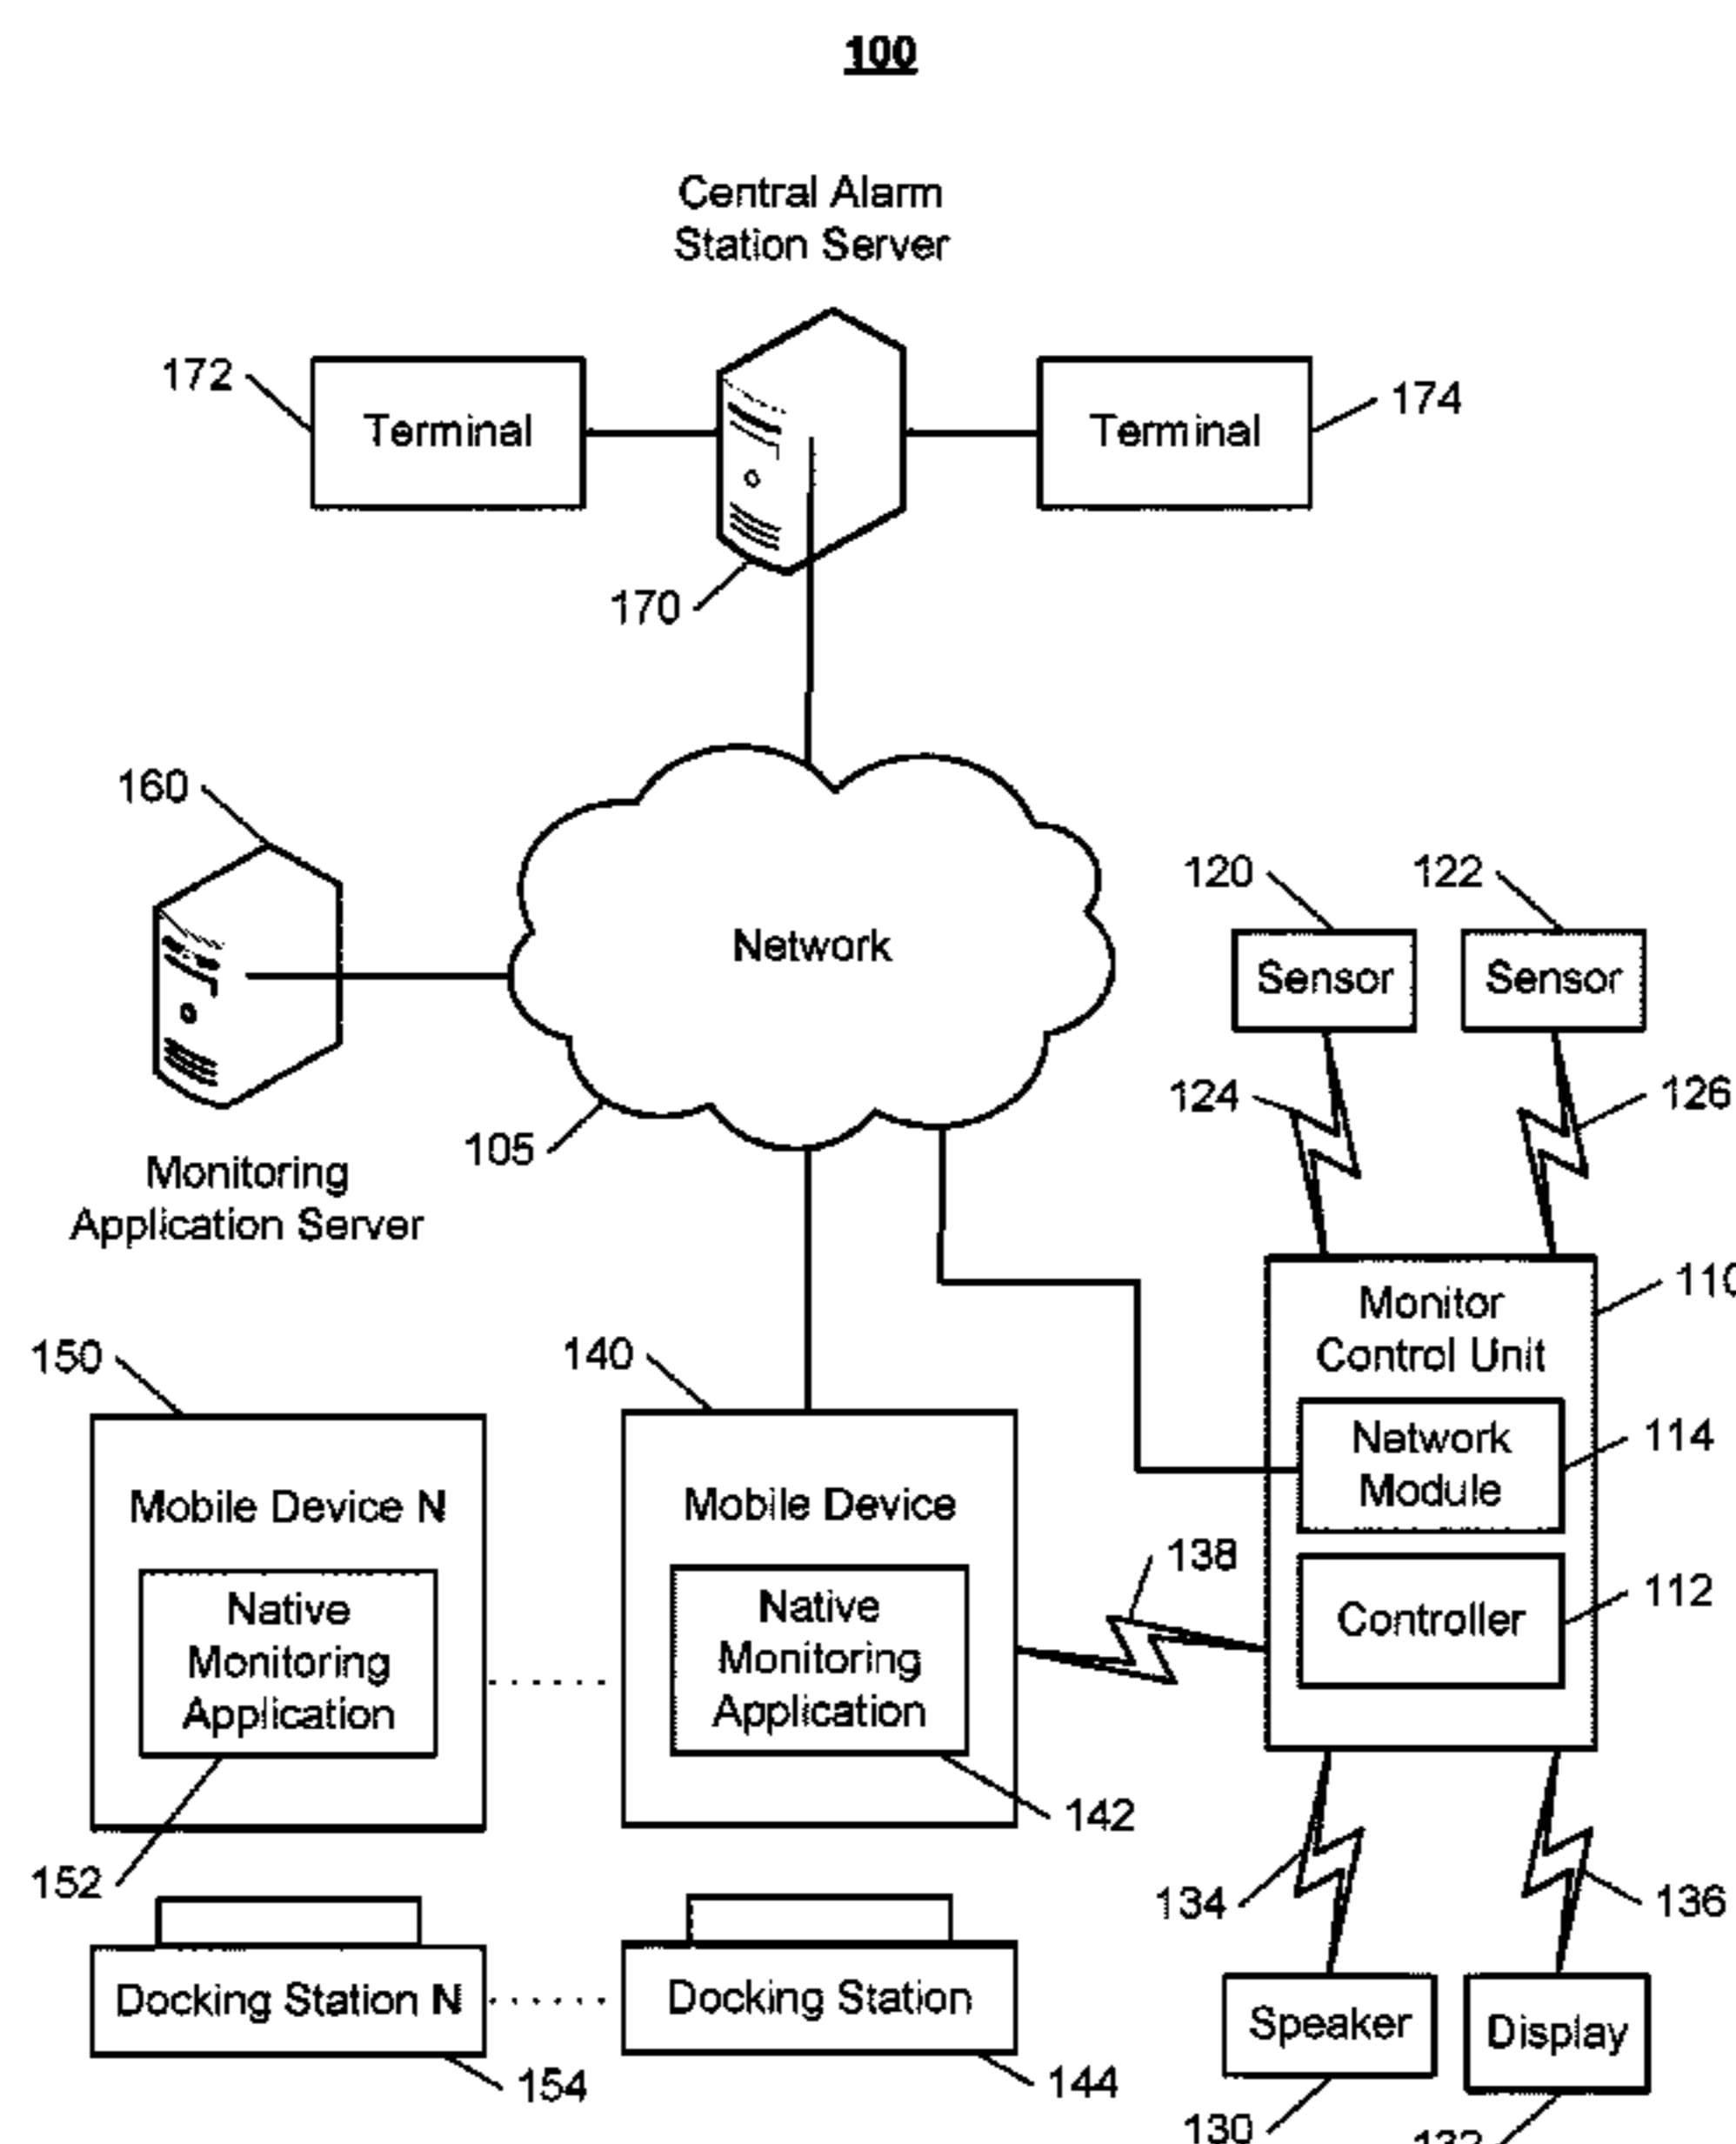 100
Central Alarm
Station Server
172
Terminal
Terminal
174
170
160
Network
120
122
Sensor
Sensor
124
126
105
Monitoring
Application Server
110
Monitor
Control Unit
150
140
Network
Module
114
Mobile Device N
Mobile Device
138
Native
Monitoring
Application
Native
Monitoring
Application
Controller
112
142
152
134
136
Docking Station N
Docking Station
Speaker
Display
154
144
130
132